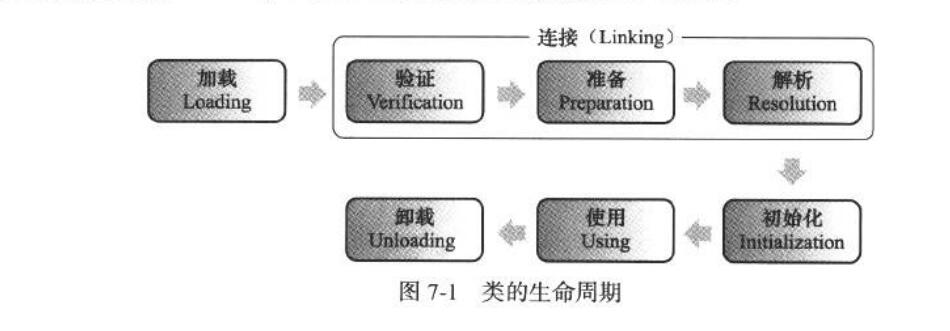 连接（Linking）
加载
Loading
验证
Verification
准备
Preparation
解析
Resolution
初始化
Initialization
使用
Using
卸载
Unloading
图 7-1 类的生命周期